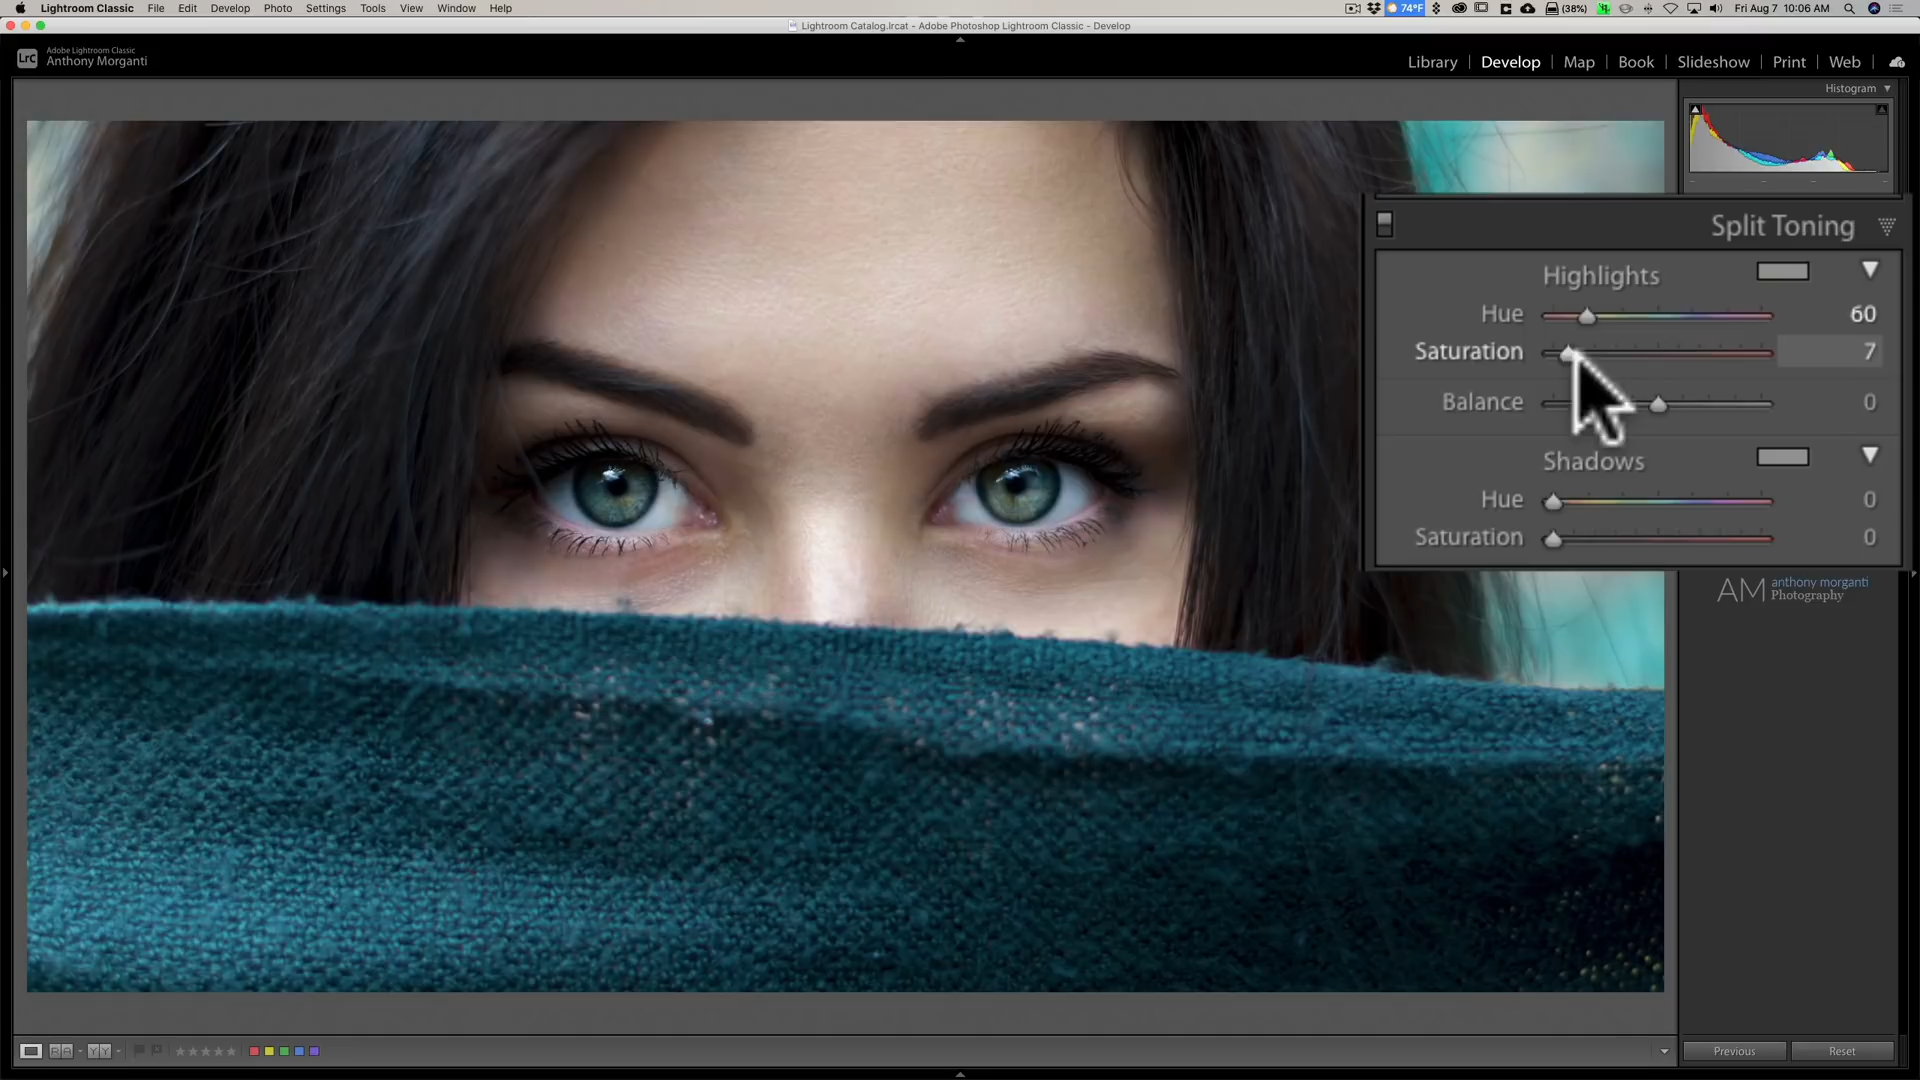 Lightroom Classic File Edit Develop Photo Settings Tools View Window Help 74°F (38%) Fri Aug 7 10:06 AM
Lightroom Catalog.lrcat - Adobe Photoshop Lightroom Classic - Develop
LrC Adobe Lightroom Classic
Anthony Morganti
Library | Develop | Map | Book | Slideshow | Print | Web
Histogram
Split Toning
Highlights
Hue 60
Saturation 7
Balance 0
Shadows
Hue 0
Saturation 0
AM anthony morganti
Photography
R A Y Y
Previous Reset